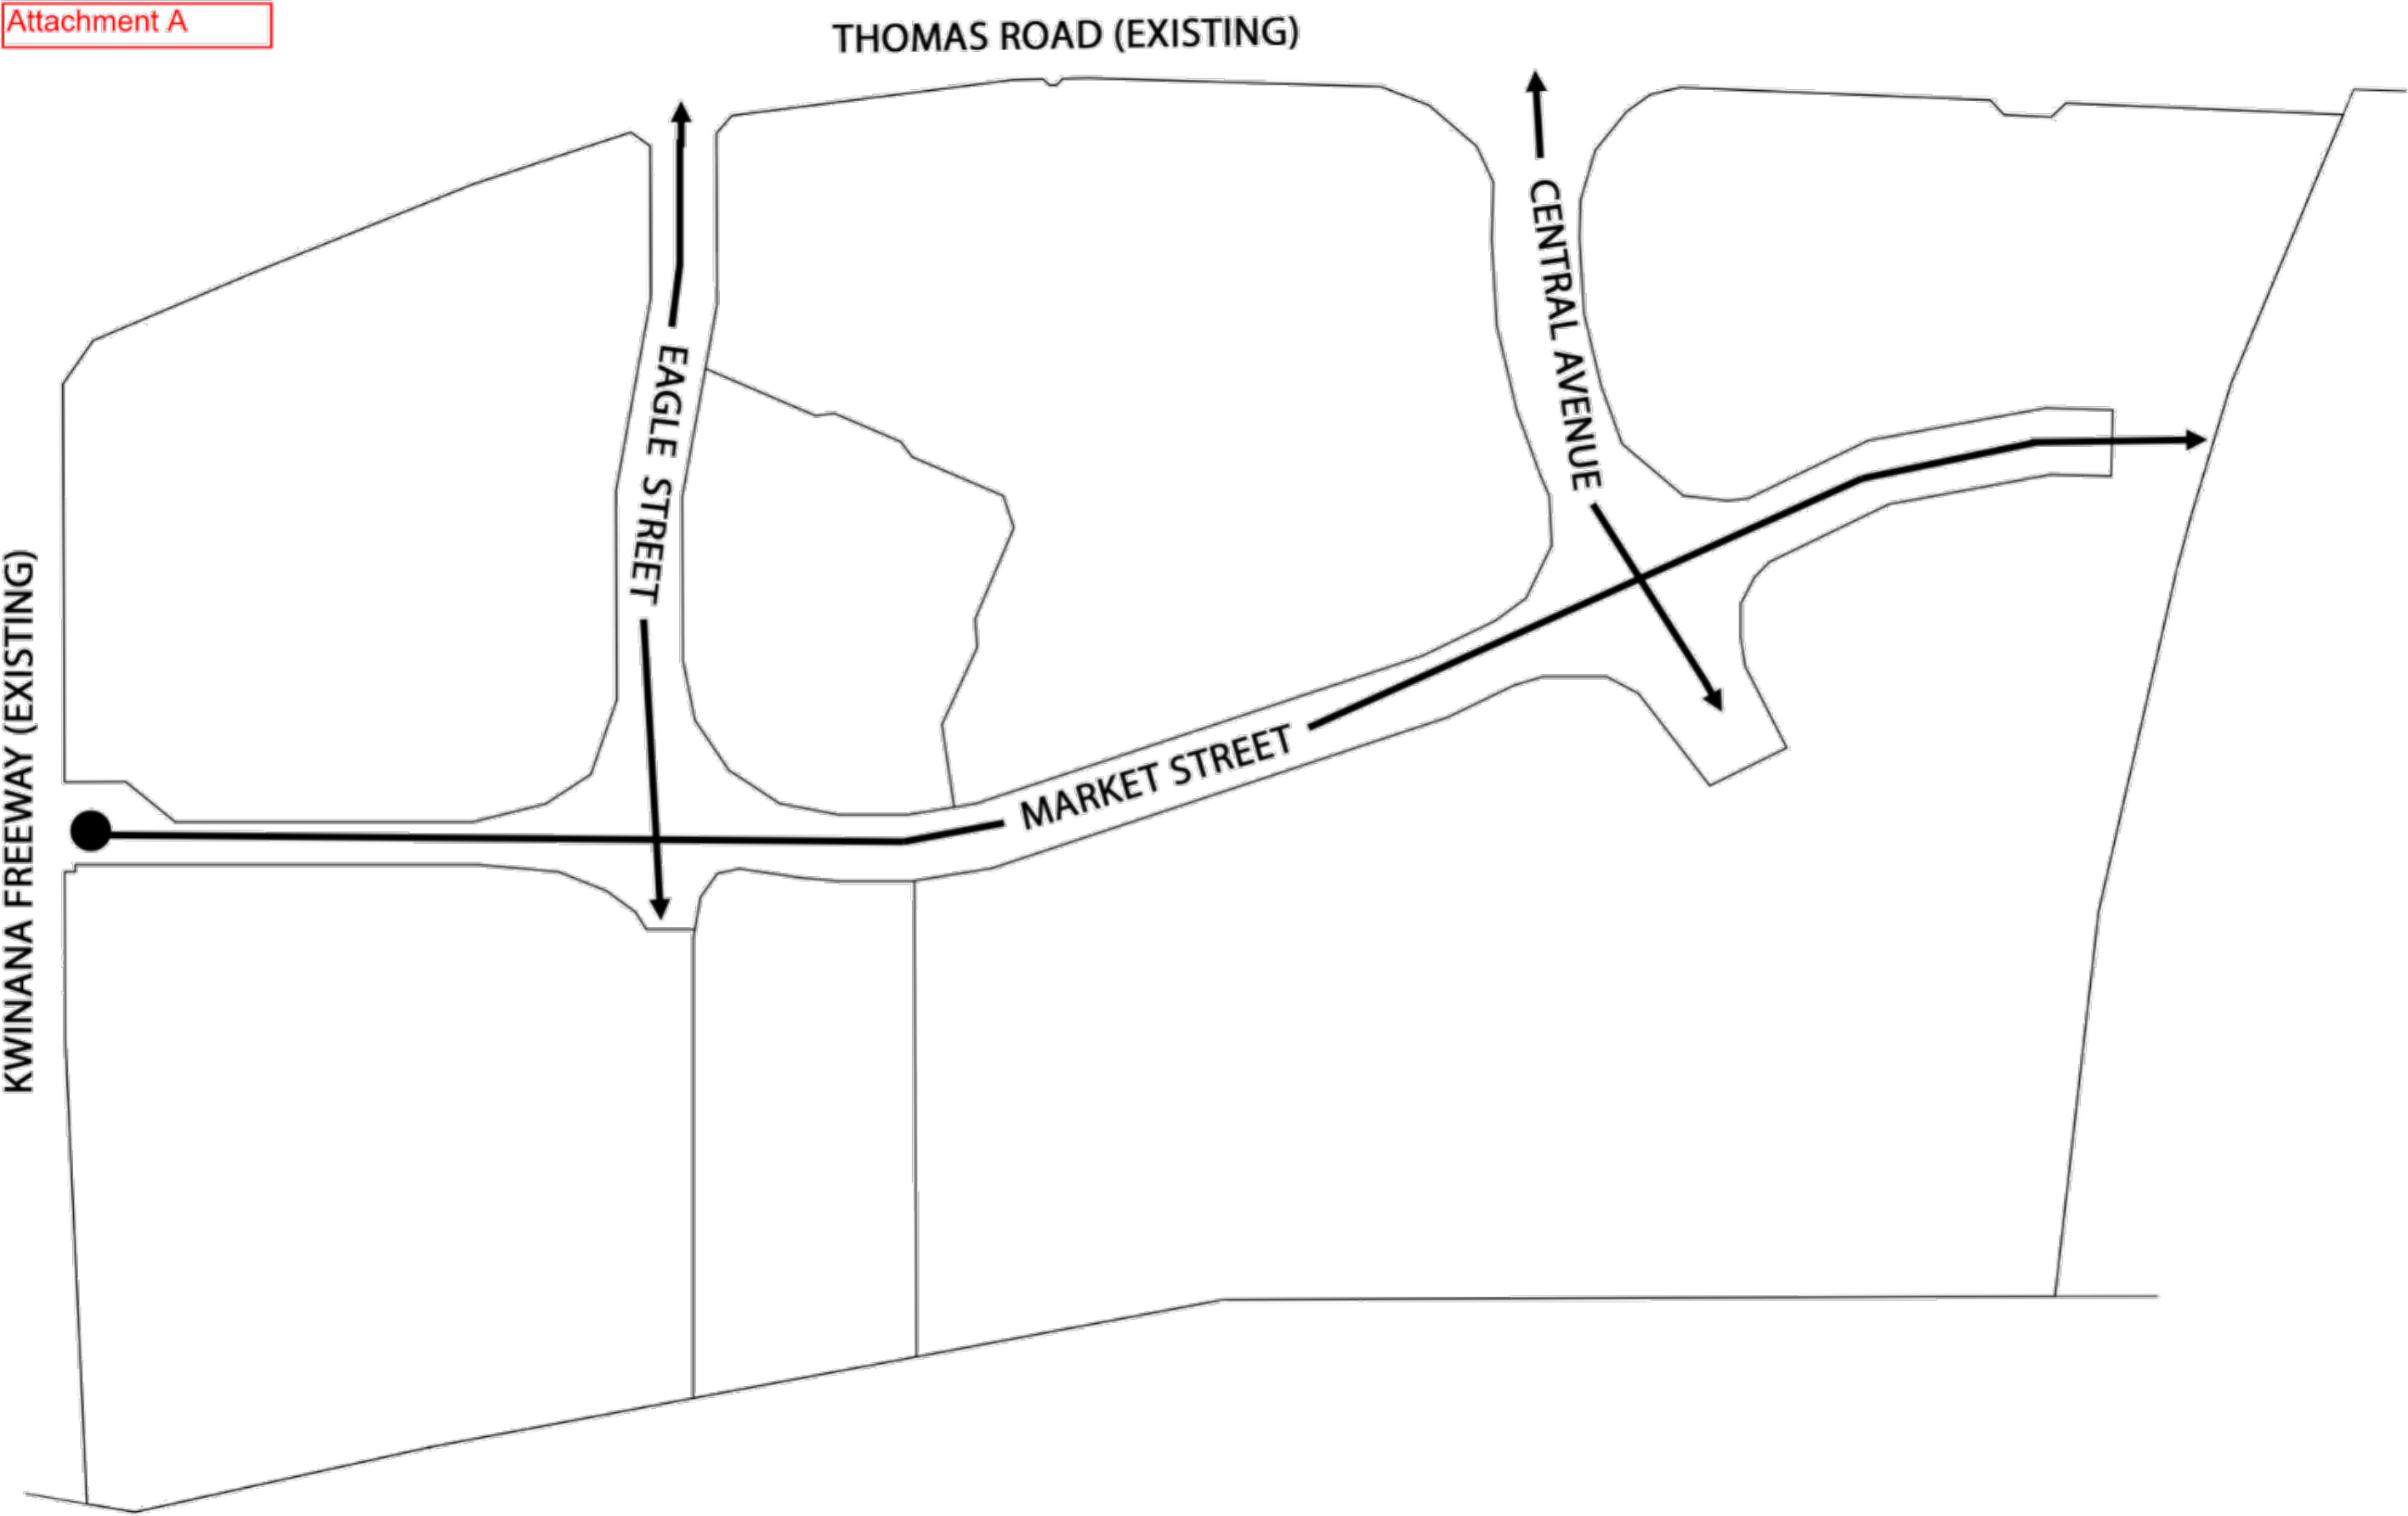 Attachment A
THOMAS ROAD (EXISTING)
CENTRAL AVENUE
EAGLE STREET
KWINANA FREEWAY (EXISTING)
MARKET STREET